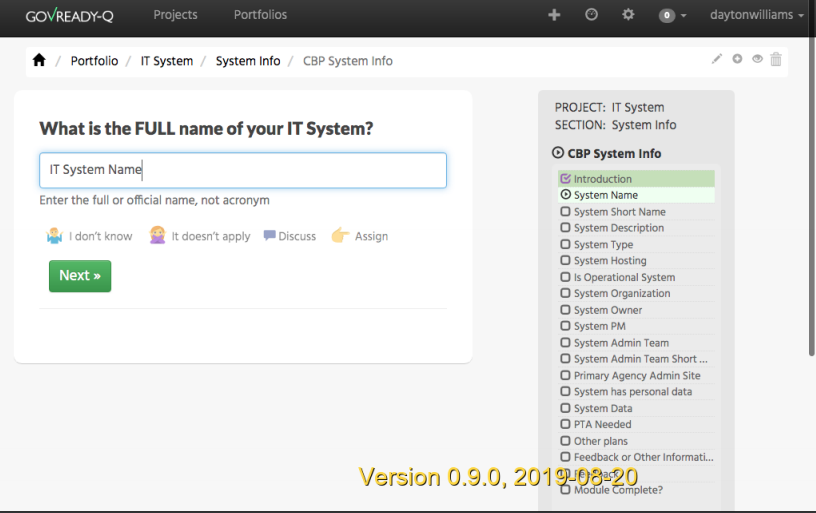 GOVREADY-Q Projects Portfolios 0 daytonwilliams
/ Portfolio / IT System / System Info / CBP System Info
What is the FULL name of your IT System?
IT System Name
Enter the full or official name, not acronym
I don't know It doesn't apply Discuss Assign
Next »
PROJECT: IT System
SECTION: System Info
CBP System Info
Introduction
System Name
System Short Name
System Description
System Type
System Hosting
Is Operational System
System Organization
System Owner
System PM
System Admin Team
System Admin Team Short ...
Primary Agency Admin Site
System has personal data
System Data
PTA Needed
Other plans
Feedback or Other Informati...
Feedback
Version 0.9.0, 2019-08-20
Module Complete?